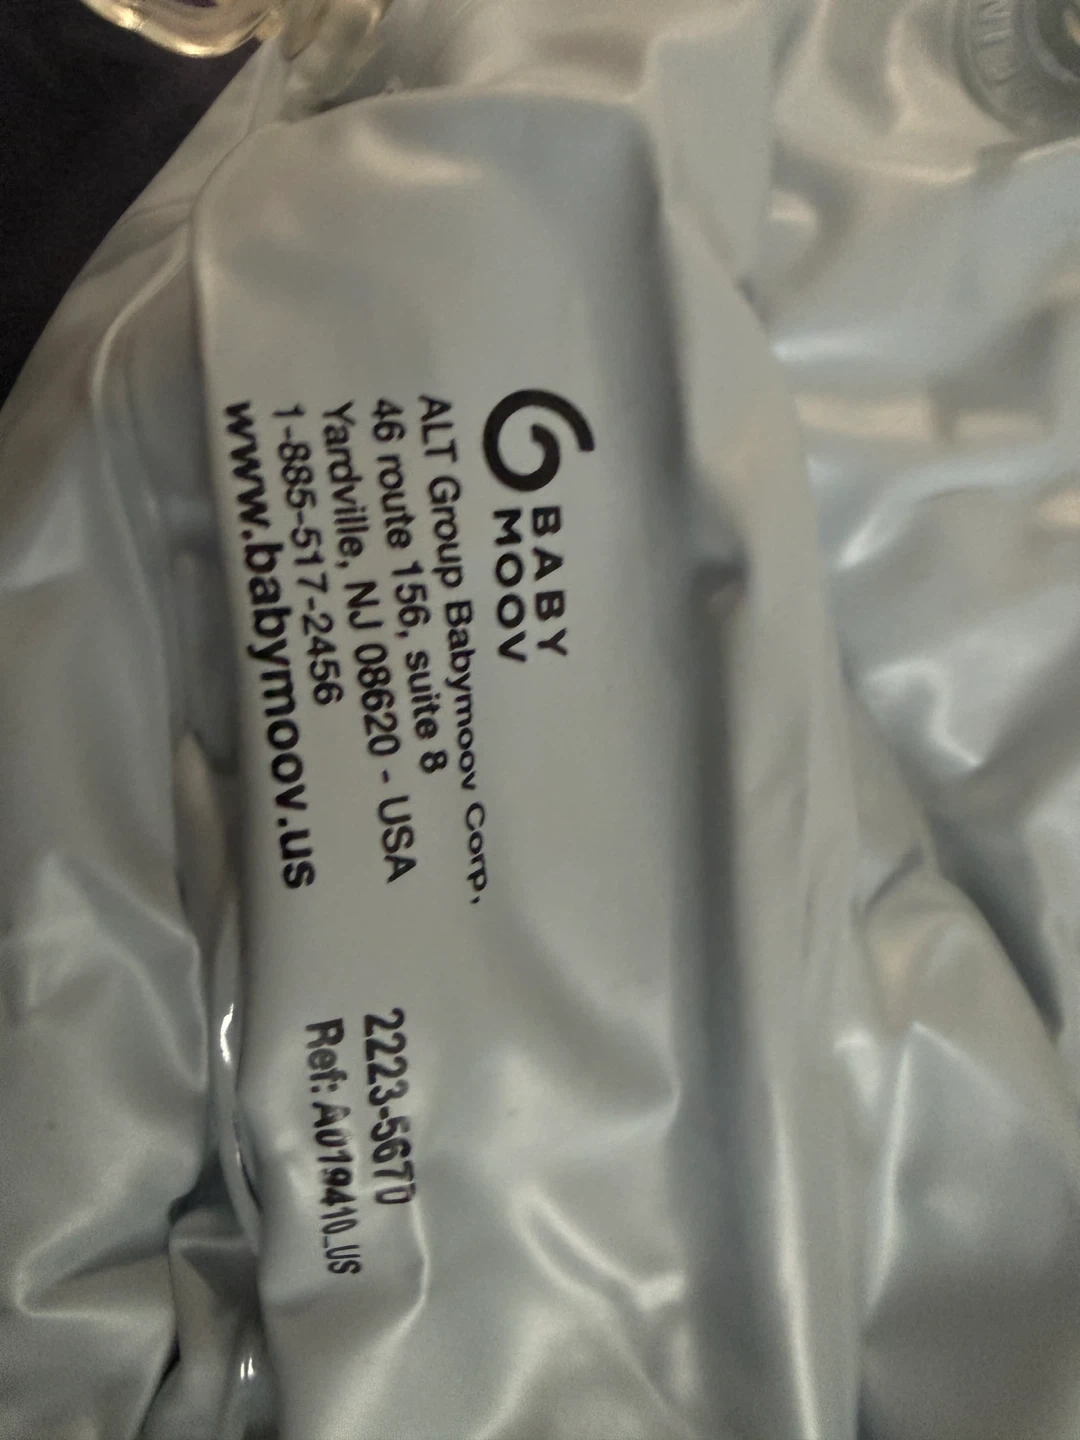 BABY
MOOV
ALT Group Babymoov Corp,
46 route 156, suite 8
Yardville, NJ 08620 - USA
1-885-517-2456
www.babymoov.us
2223-567D
Ref: A019410_US